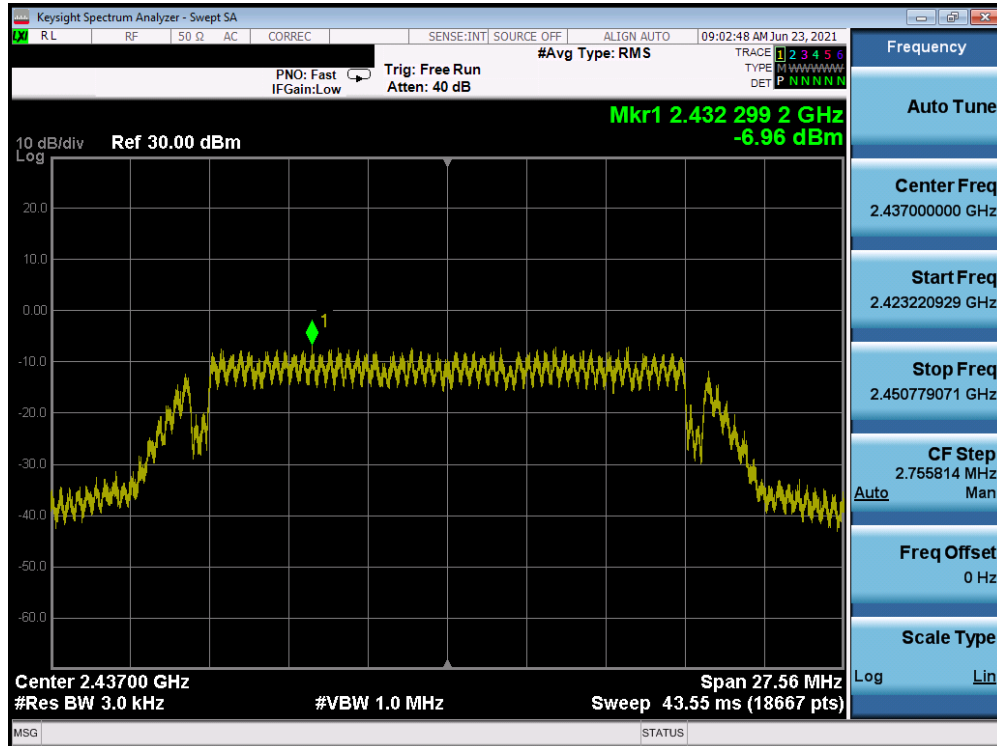 Keysight Spectrum Analyzer - Swept SA
LXI RL RF 50 Ω AC CORREC SENSE:INT SOURCE OFF ALIGN AUTO 09:02:48 AM Jun 23, 2021
#Avg Type: RMS
TRACE 1 2 3 4 5 6
TYPE M W W W W W
DET P N N N N N
PNO: Fast Trig: Free Run
IFGain:Low Atten: 40 dB
Mkr1 2.432 299 2 GHz
-6.96 dBm
10 dB/div Ref 30.00 dBm
Log
20.0
10.0
0.00
-10.0
-20.0
-30.0
-40.0
-50.0
-60.0
1
Center 2.43700 GHz Span 27.56 MHz
#Res BW 3.0 kHz #VBW 1.0 MHz Sweep 43.55 ms (18667 pts)
MSG STATUS
Frequency
Auto Tune
Center Freq
2.437000000 GHz
Start Freq
2.423220929 GHz
Stop Freq
2.450779071 GHz
CF Step
2.755814 MHz
Auto Man
Freq Offset
0 Hz
Scale Type
Log Lin